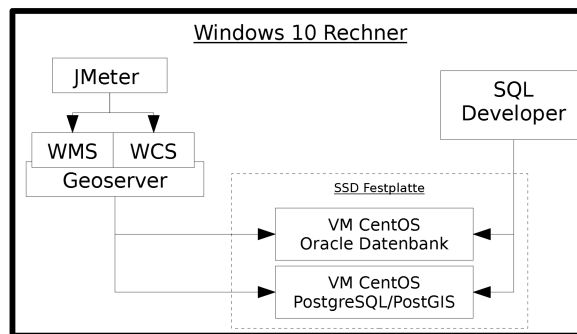 Windows 10 Rechner
JMeter
SQL
Developer
WMS
WCS
Geoserver
SSD Festplatte
VM CentOS
Oracle Datenbank
VM CentOS
PostgreSQL/PostGIS